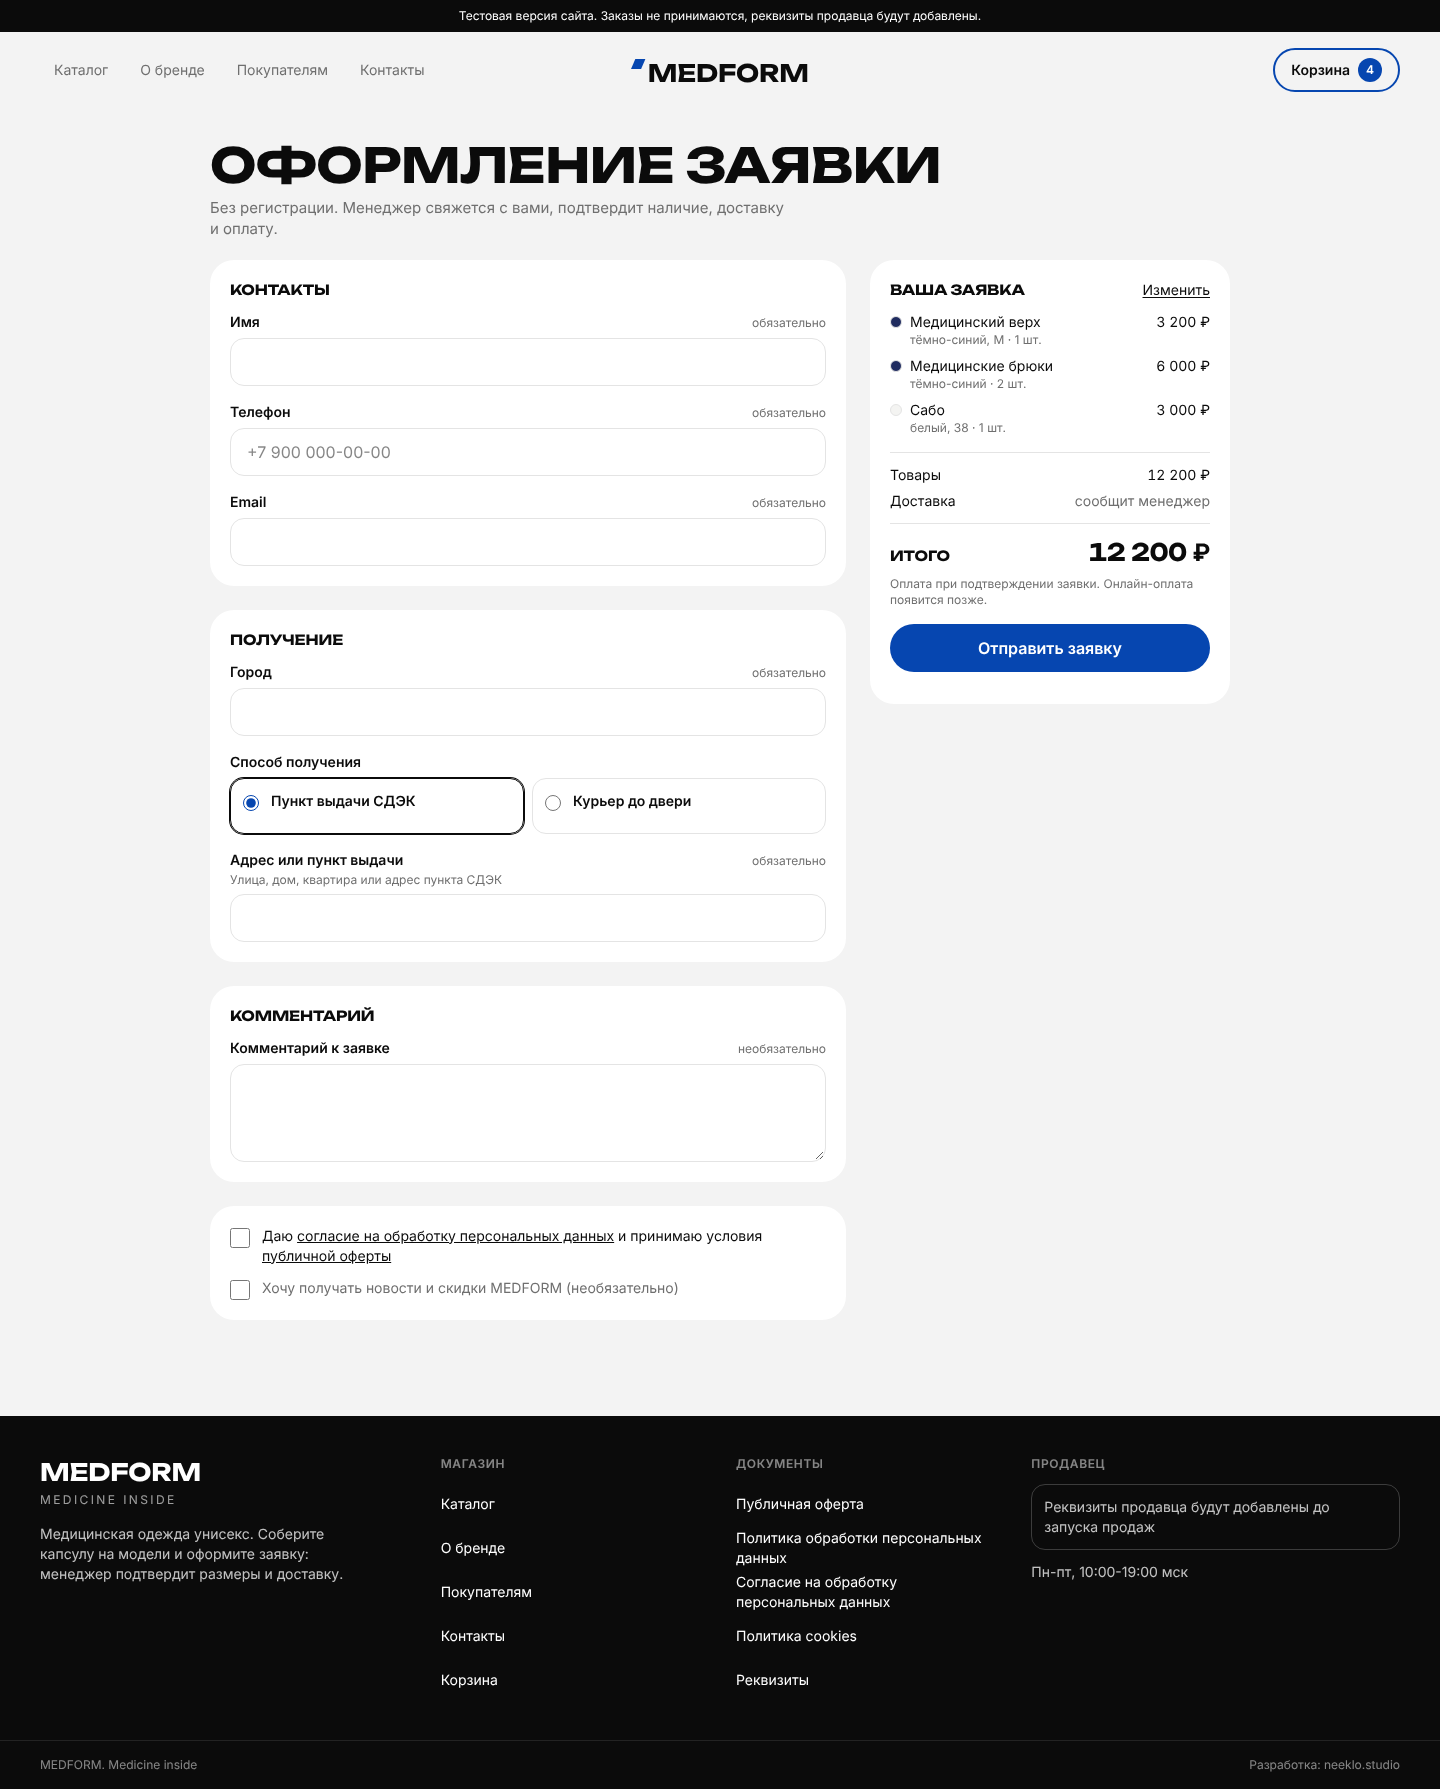 Тестовая версия сайта. Заказы не принимаются, реквизиты продавца будут добавлены.
Каталог О бренде Покупателям Контакты MEDFORM Корзина 4
ОФОРМЛЕНИЕ ЗАЯВКИ
Без регистрации. Менеджер свяжется с вами, подтвердит наличие, доставку
и оплату.
КОНТАКТЫ
Имя обязательно
Телефон обязательно
+7 900 000-00-00
Email обязательно
ПОЛУЧЕНИЕ
Город обязательно
Способ получения
Пункт выдачи СДЭК Курьер до двери
Адрес или пункт выдачи обязательно
Улица, дом, квартира или адрес пункта СДЭК
КОММЕНТАРИЙ
Комментарий к заявке необязательно
Даю согласие на обработку персональных данных и принимаю условия
публичной оферты
Хочу получать новости и скидки MEDFORM (необязательно)
ВАША ЗАЯВКА Изменить
Медицинский верх 3 200 ₽
тёмно-синий, M · 1 шт.
Медицинские брюки 6 000 ₽
тёмно-синий · 2 шт.
Сабо 3 000 ₽
белый, 38 · 1 шт.
Товары 12 200 ₽
Доставка сообщит менеджер
ИТОГО 12 200 ₽
Оплата при подтверждении заявки. Онлайн-оплата
появится позже.
Отправить заявку
MEDFORM
MEDICINE INSIDE
Медицинская одежда унисекс. Соберите
капсулу на модели и оформите заявку:
менеджер подтвердит размеры и доставку.
МАГАЗИН
Каталог
О бренде
Покупателям
Контакты
Корзина
ДОКУМЕНТЫ
Публичная оферта
Политика обработки персональных
данных
Согласие на обработку
персональных данных
Политика cookies
Реквизиты
ПРОДАВЕЦ
Реквизиты продавца будут добавлены до
запуска продаж
Пн-пт, 10:00-19:00 мск
MEDFORM. Medicine inside Разработка: neeklo.studio